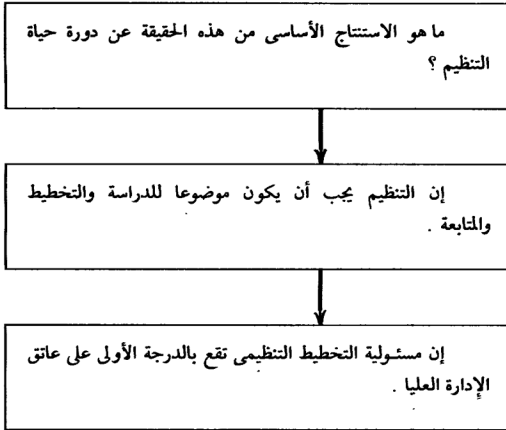 ما هو الاستنتاج الأساسى من هذه الحقيقة عن دورة حياة
التنظيم ؟
إن التنظيم يجب أن يكون موضوعا للدراسة والتخطيط
والمتابعة .
إن مسئولية التخطيط التنظيمى تقع بالدرجة الأولى على عاتق
الإدارة العليا .